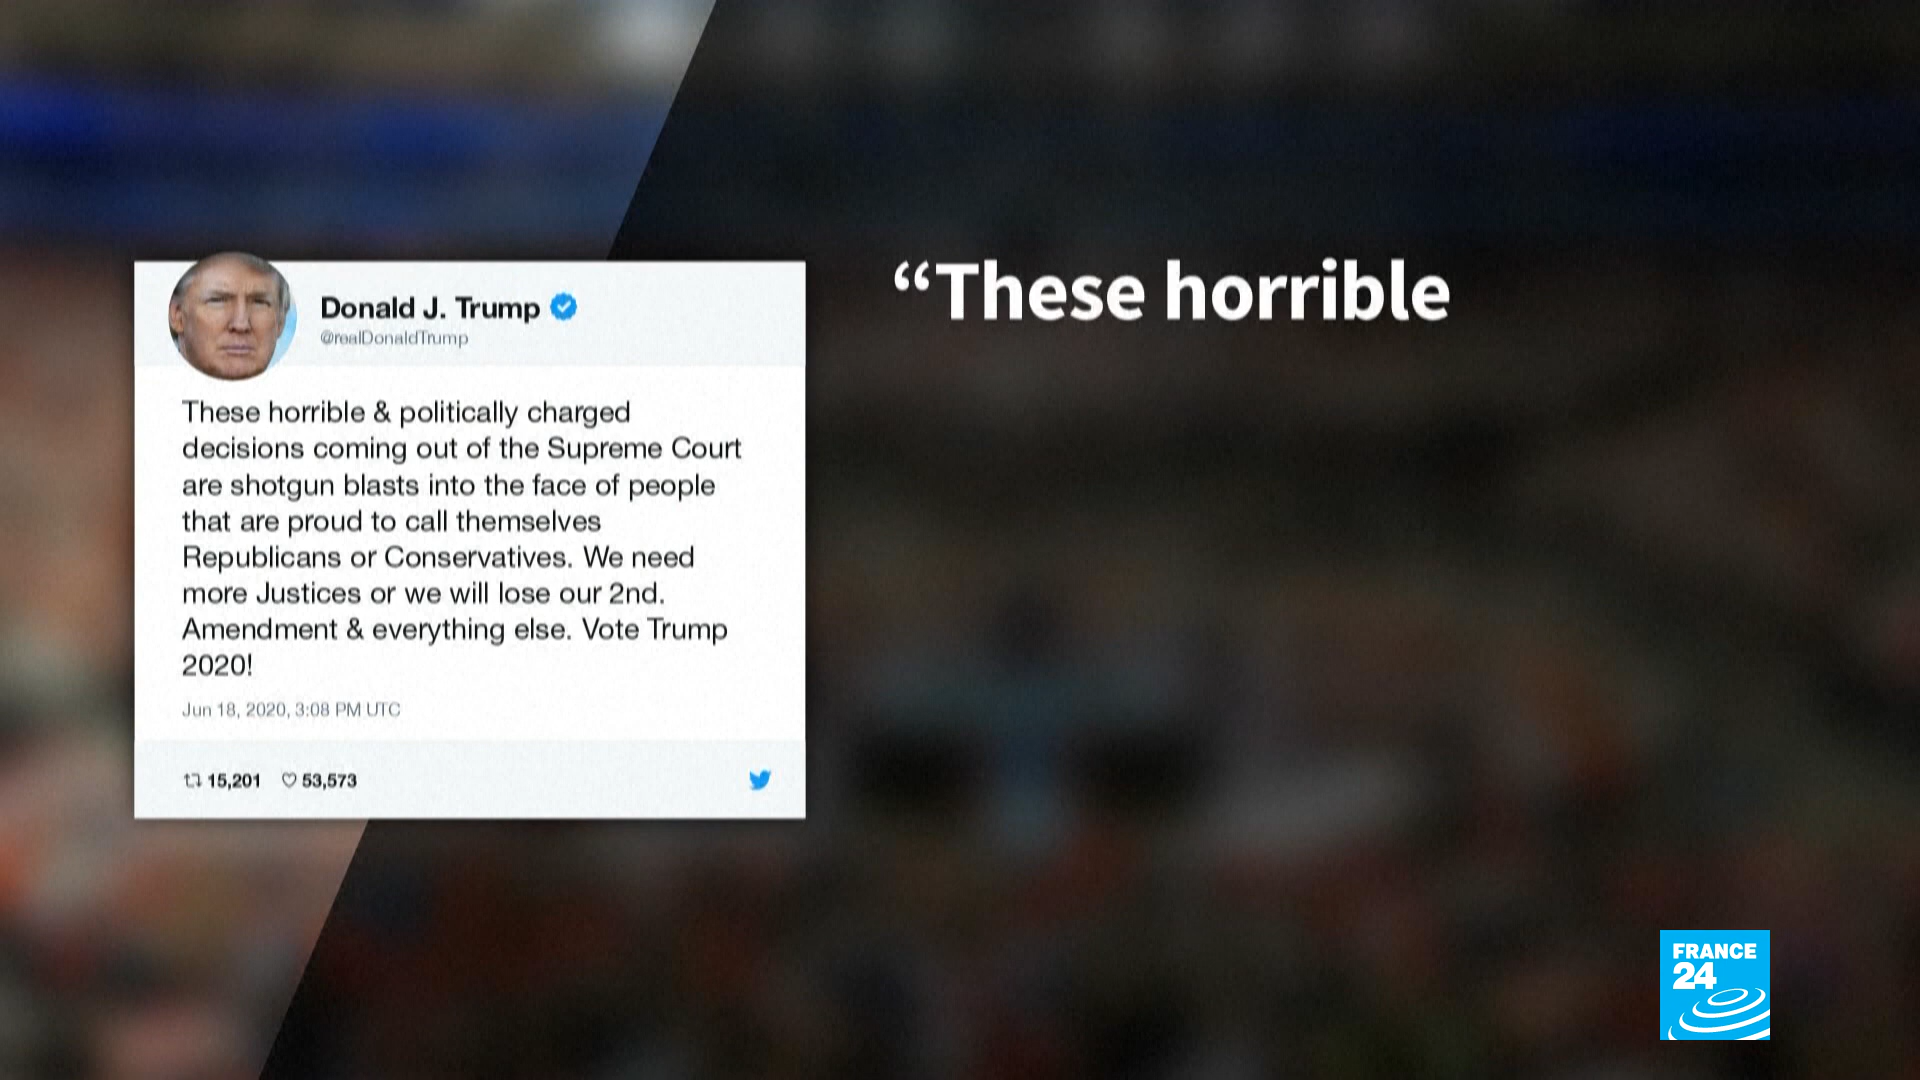 Donald J. Trump
@realDonaldTrump
These horrible & politically charged
decisions coming out of the Supreme Court
are shotgun blasts into the face of people
that are proud to call themselves
Republicans or Conservatives. We need
more Justices or we will lose our 2nd.
Amendment & everything else. Vote Trump
2020!
Jun 18, 2020, 3:08 PM UTC
15,201 53,573
“These horrible
FRANCE
24